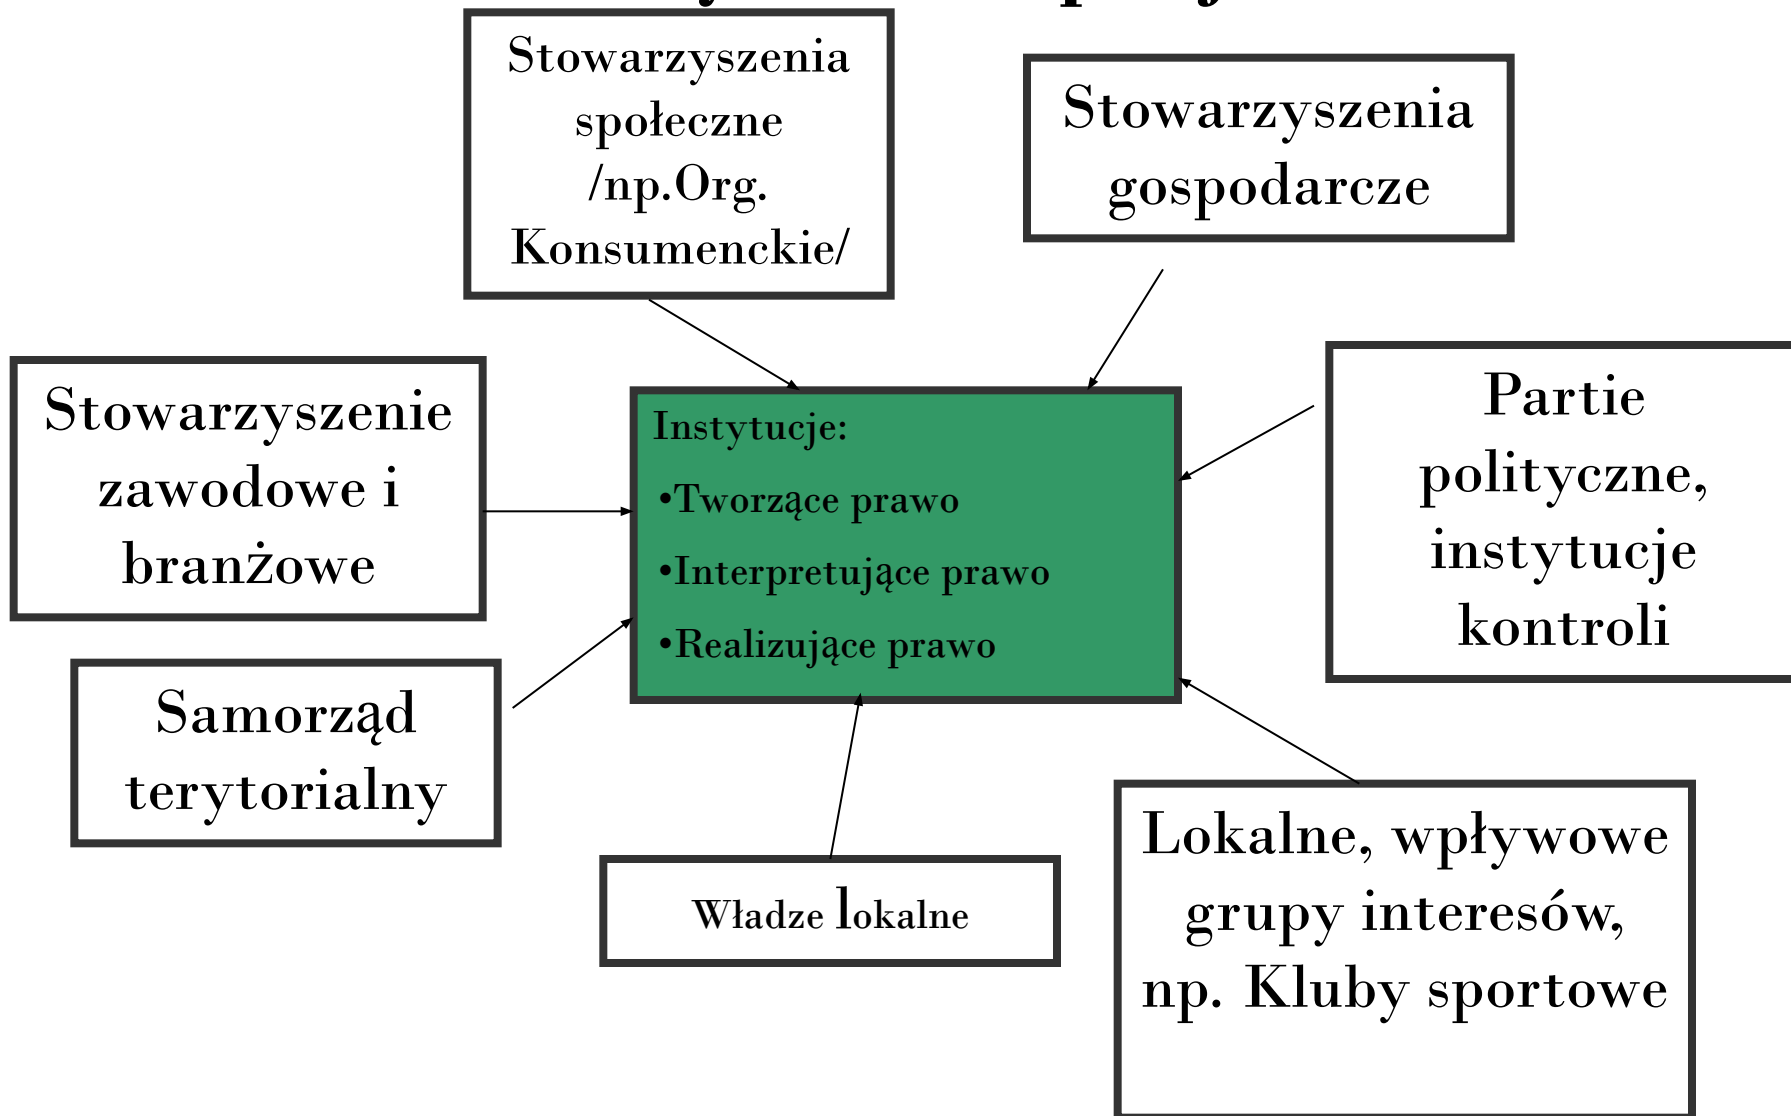 Stowarzyszenia
społeczne
/np.Org.
Konsumenckie/
Stowarzyszenia
gospodarcze
Stowarzyszenie
zawodowe i
branżowe
Instytucje:
•Tworzące prawo
•Interpretujące prawo
•Realizujące prawo
Partie
polityczne,
instytucje
kontroli
Samorząd
terytorialny
Władze lokalne
Lokalne, wpływowe
grupy interesów,
np. Kluby sportowe